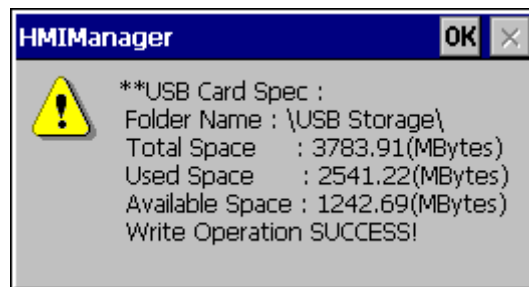 HMIManager OK ×
**USB Card Spec :
Folder Name : \USB Storage\
Total Space : 3783.91(MBytes)
Used Space : 2541.22(MBytes)
Available Space : 1242.69(MBytes)
Write Operation SUCCESS!